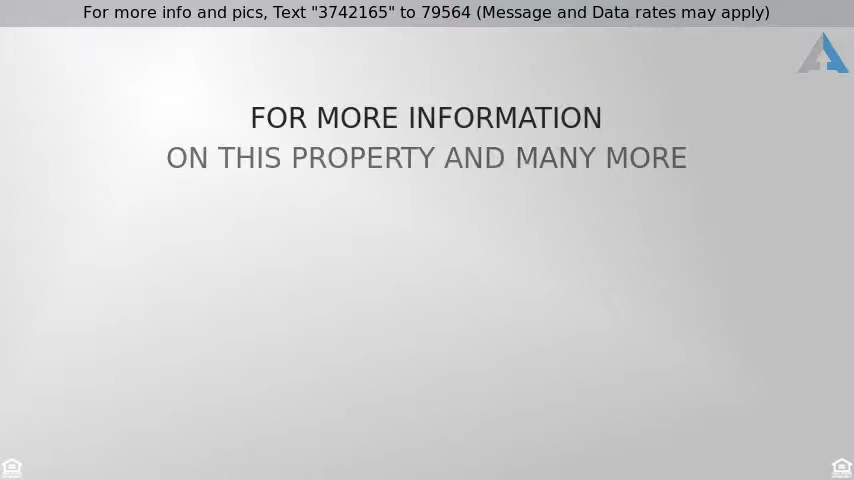 For more info and pics, Text "3742165" to 79564 (Message and Data rates may apply)
FOR MORE INFORMATION
ON THIS PROPERTY AND MANY MORE